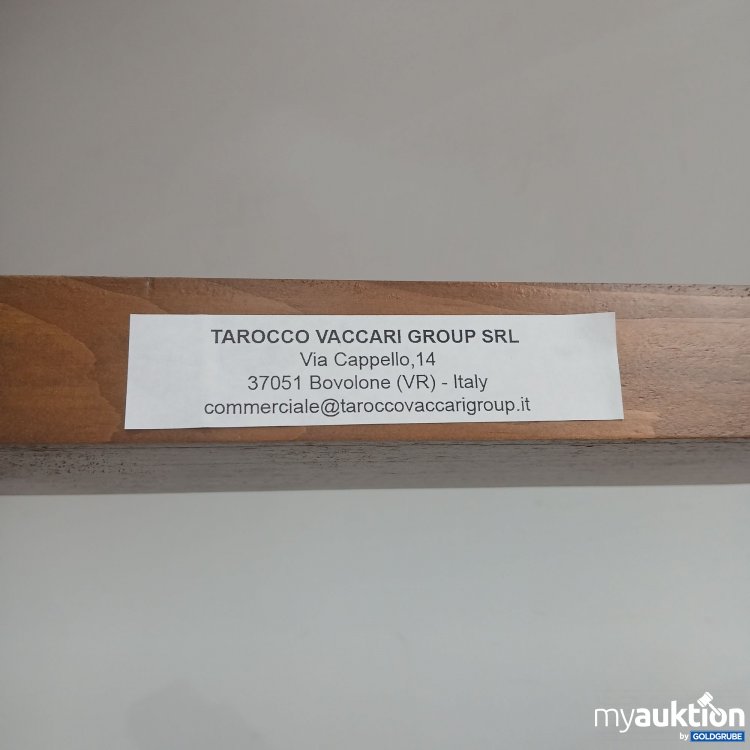 TAROCCO VACCARI GROUP SRL
Via Cappello,14
37051 Bovolone (VR) - Italy
commerciale@taroccovaccarigroup.it
myauktion
by GOLDGRUBE